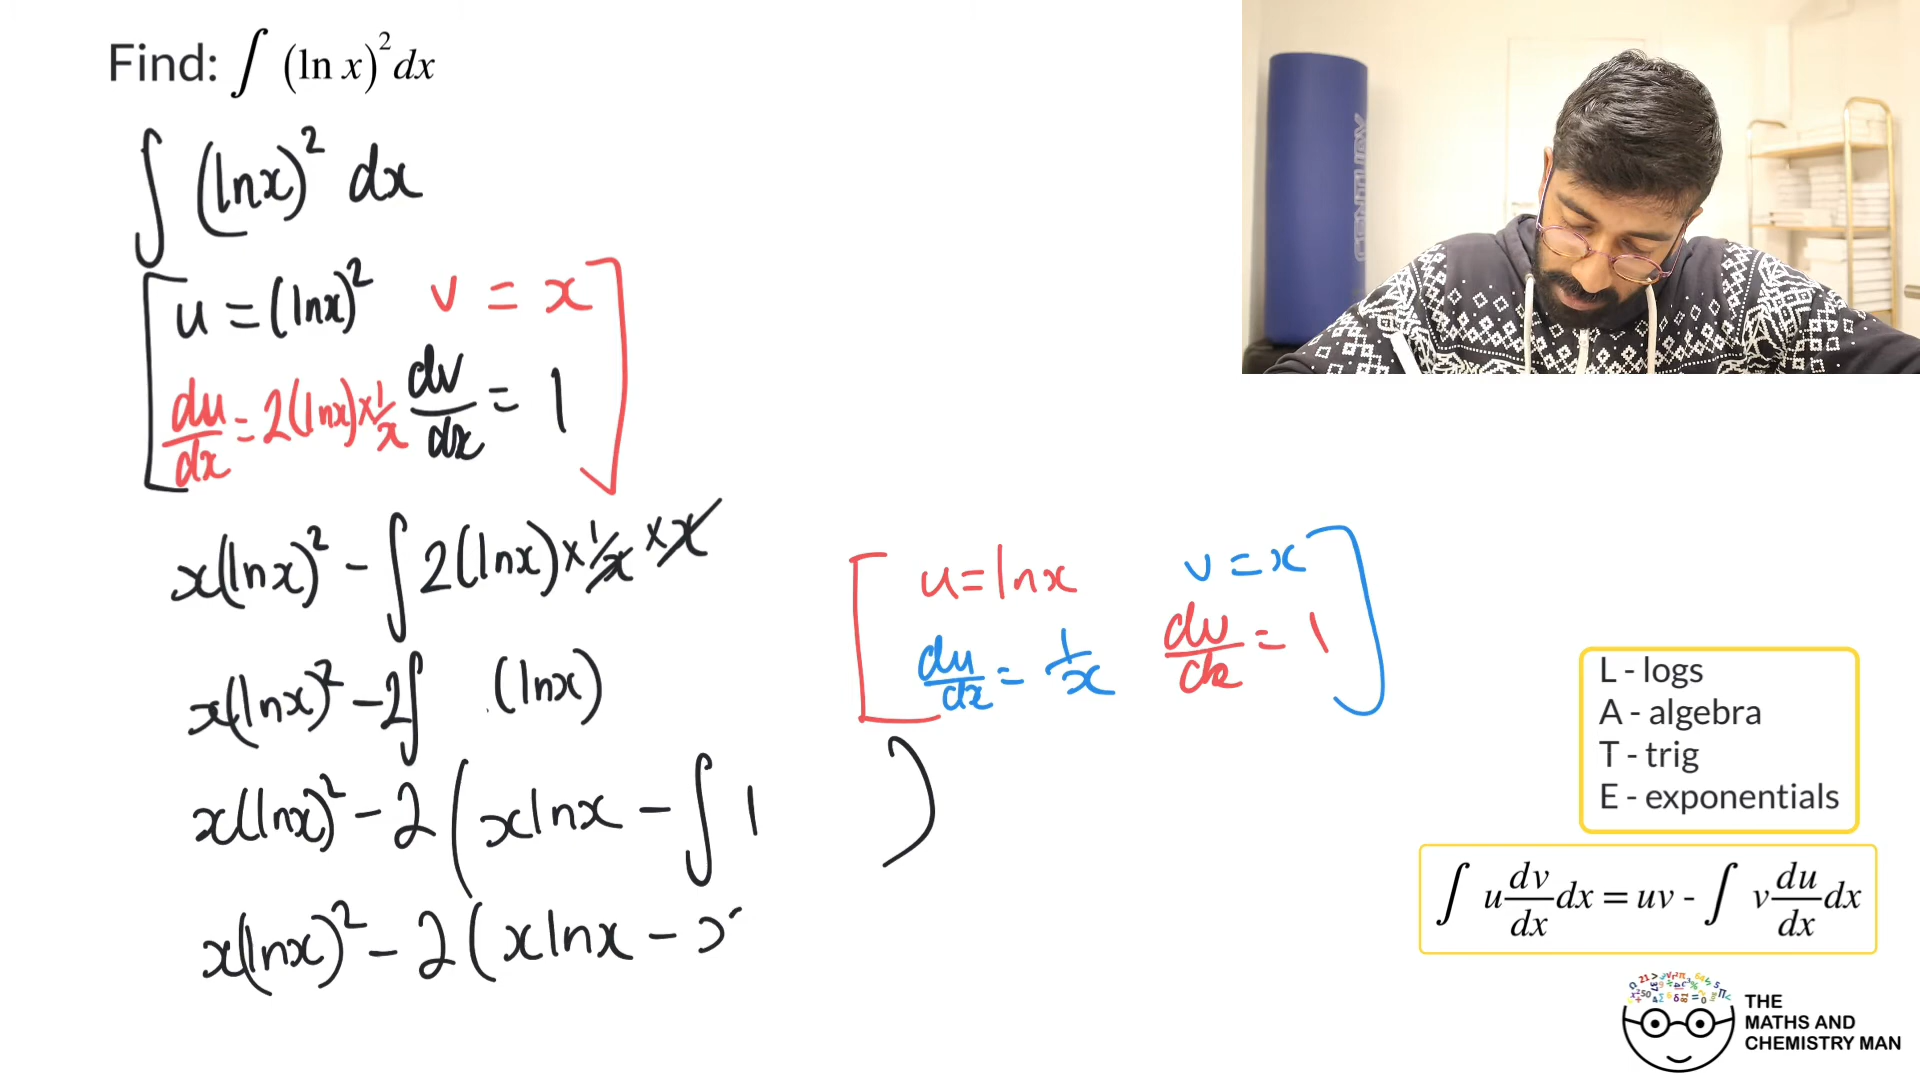 Find: ∫ (ln x)² dx
∫ (lnx)² dx
u = (lnx)² v = x
du/dx = 2(lnx) × 1/x dv/dx = 1
x(lnx)² - ∫ 2(lnx) × 1/x × x
x(lnx)² - 2∫ (lnx)
x(lnx)² - 2(xlnx - ∫ 1 )
x(lnx)² - 2(xlnx - x
u = lnx v = x
du/dx = 1/x dv/dx = 1
CENTURY
L - logs
A - algebra
T - trig
E - exponentials
∫ u dv/dx dx = uv - ∫ v du/dx dx
THE
MATHS AND
CHEMISTRY MAN